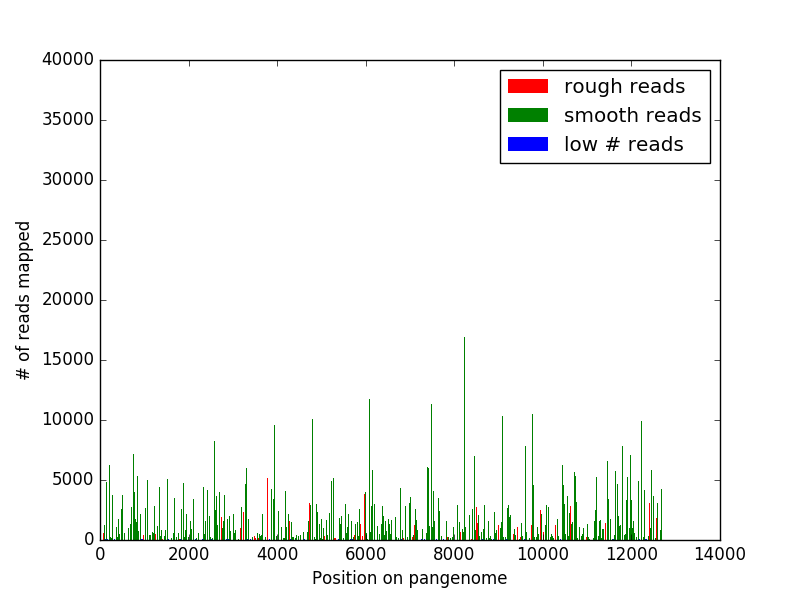 40000
35000
30000
25000
20000
15000
10000
5000
0
# of reads mapped
rough reads
smooth reads
low # reads
0 2000 4000 6000 8000 10000 12000 14000
Position on pangenome